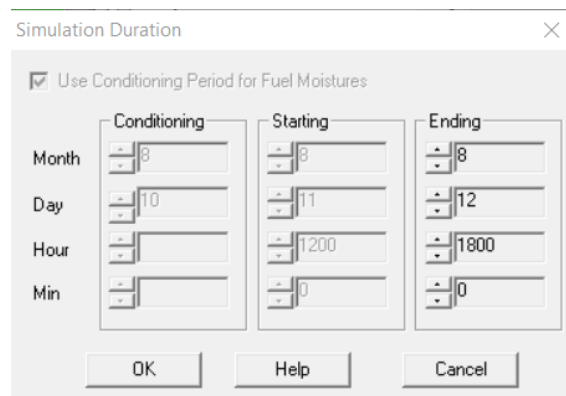 Simulation Duration
Use Conditioning Period for Fuel Moistures
Conditioning Starting Ending
Month 8 8 8
Day 10 11 12
Hour 1200 1800
Min 0 0
OK Help Cancel